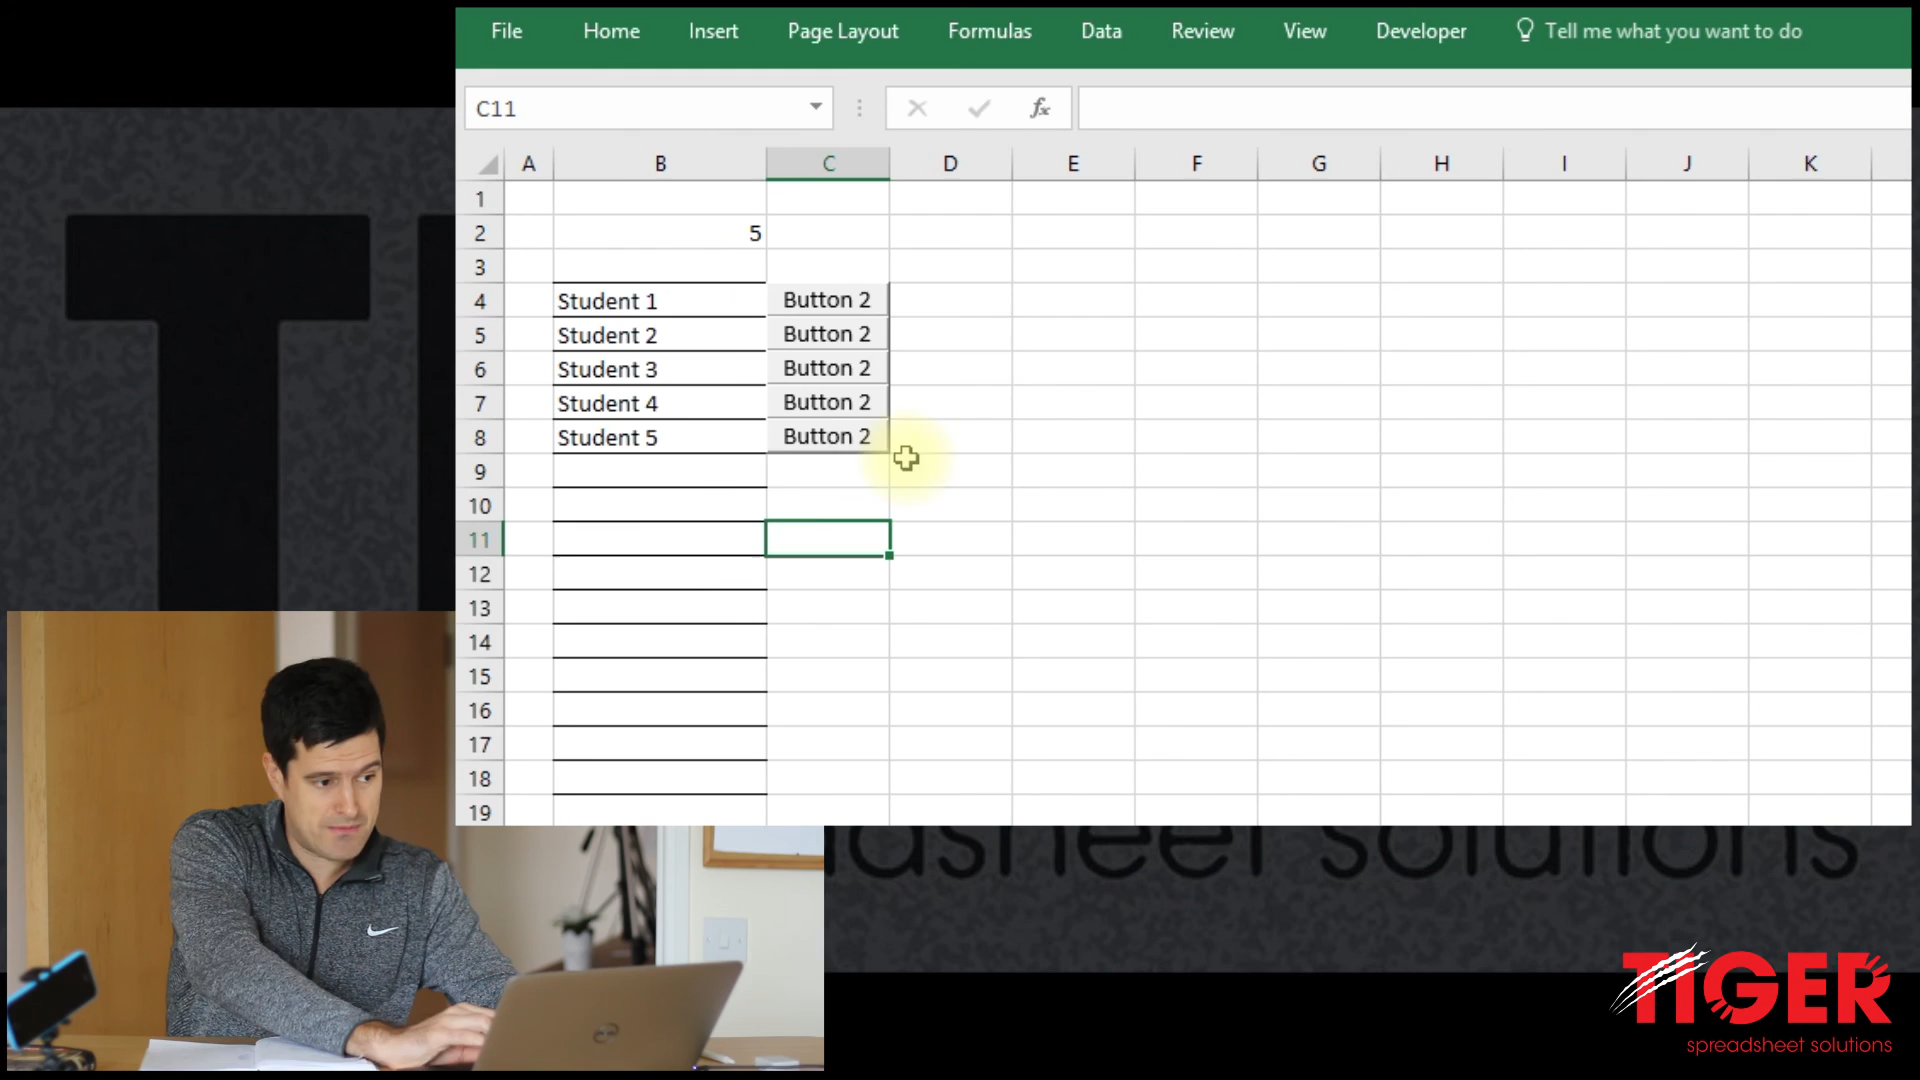 File Home Insert Page Layout Formulas Data Review View Developer Tell me what you want to do
C11 fx
A B C D E F G H I J K
1
2 5
3
4 Student 1 Button 2
5 Student 2 Button 2
6 Student 3 Button 2
7 Student 4 Button 2
8 Student 5 Button 2
9
10
11
12
13
14
15
16
17
18
19
adsheet solutions
TIGER
spreadsheet solutions